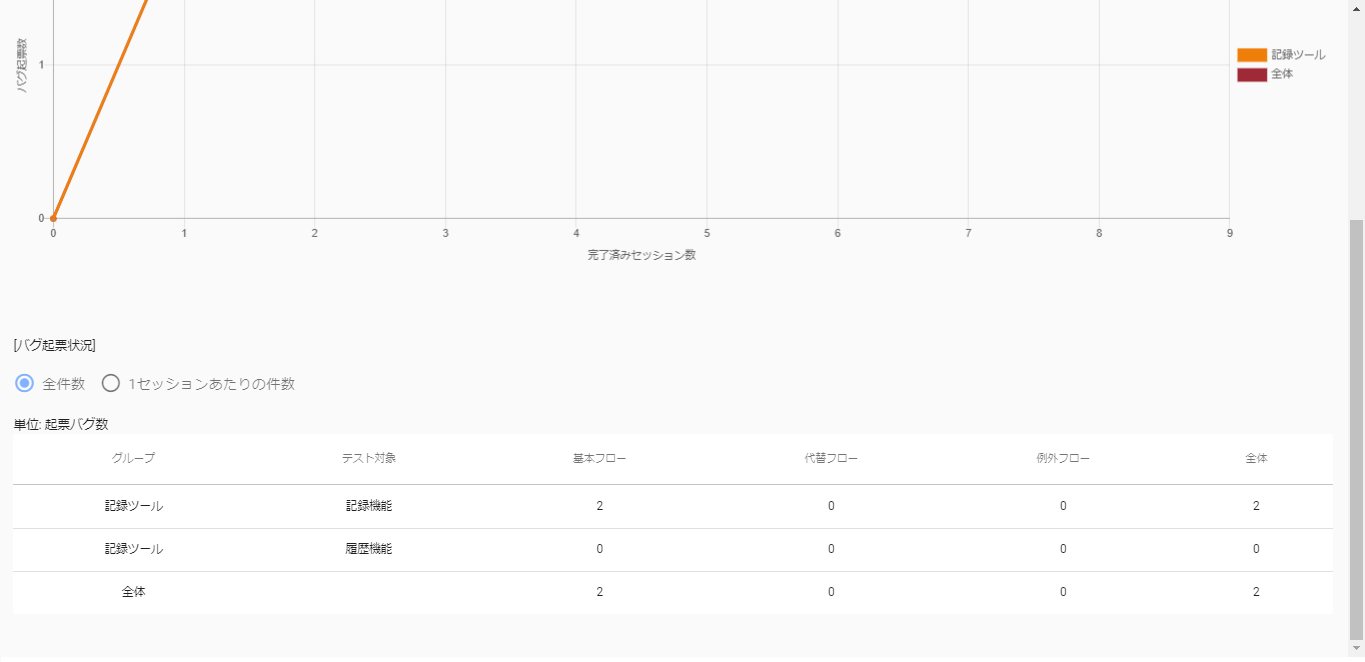 バグ起票数
1
記録ツール
全体
0
0 1 2 3 4 5 6 7 8 9
完了済みセッション数
[バグ起票状況]
全件数 1セッションあたりの件数
単位: 起票バグ数
グループ テスト対象 基本フロー 代替フロー 例外フロー 全体
記録ツール 記録機能 2 0 0 2
記録ツール 履歴機能 0 0 0 0
全体 2 0 0 2